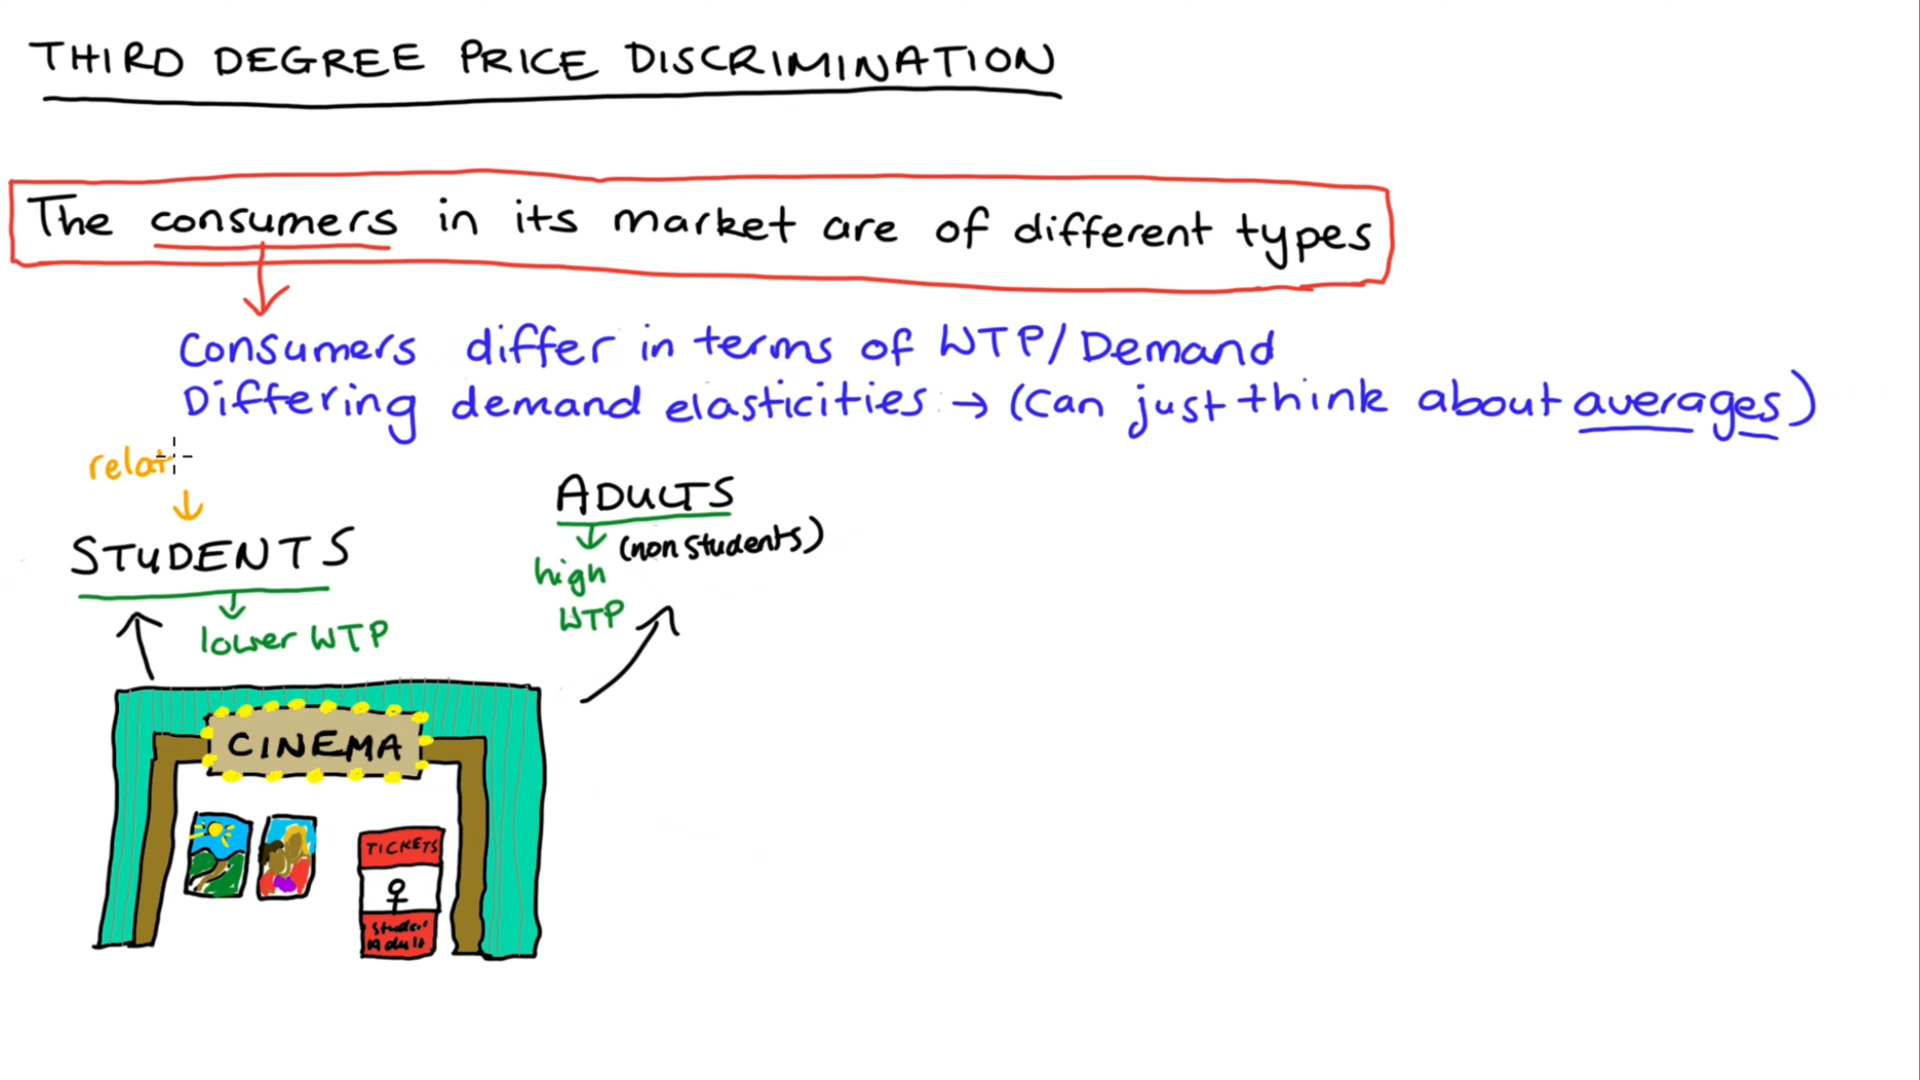 THIRD DEGREE PRICE DISCRIMINATION
The consumers in its market are of different types
Consumers differ in terms of WTP/Demand
Differing demand elasticities → (can just think about averages)
relat
STUDENTS
lower WTP
ADULTS
(non students)
high
WTP
CINEMA
TICKETS
Student
Adult